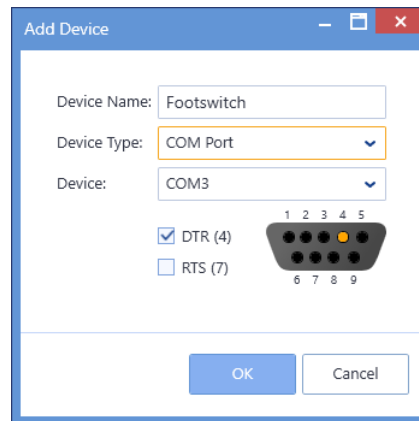 Add Device
Device Name: Footswitch
Device Type: COM Port
Device: COM3
1 2 3 4 5
DTR (4)
RTS (7)
6 7 8 9
OK Cancel